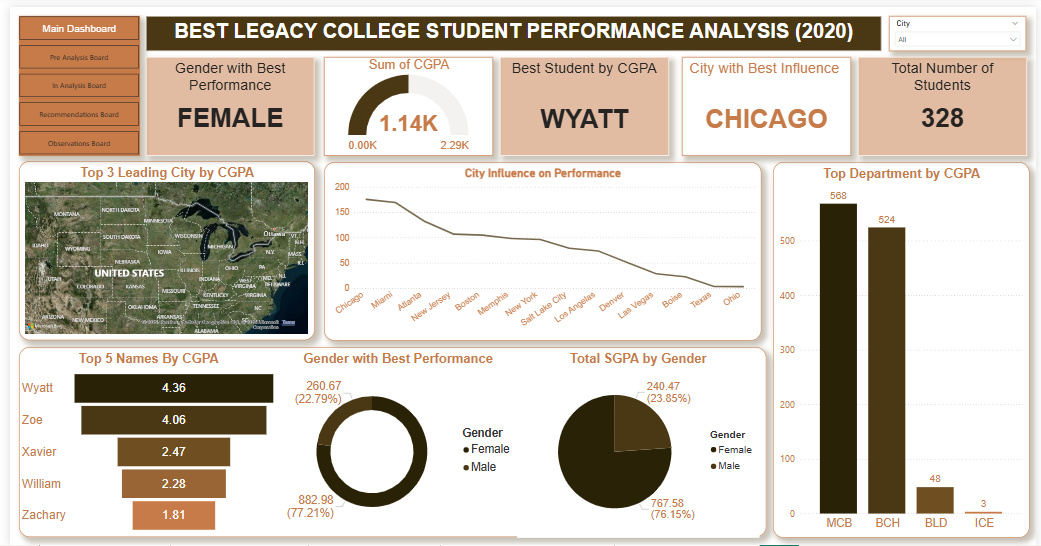 Main Dashboard
Pre Analysis Board
In Analysis Board
Recommendations Board
Observations Board
BEST LEGACY COLLEGE STUDENT PERFORMANCE ANALYSIS (2020)
City
All
Gender with Best
Performance
FEMALE
Sum of CGPA
1.14K
0.00K
2.29K
Best Student by CGPA
WYATT
City with Best Influence
CHICAGO
Total Number of
Students
328
Top 3 Leading City by CGPA
MONTANA
NORTH DAKOTA
MINNESOTA
SOUTH DAKOTA
WISCONSIN
MICHIGAN
Ottawa
VT.
N.H.
IDAHO
WYOMING
IOWA
N.Y.
MASS.
NEBRASKA
UNITED STATES
ILLINOIS
OHIO
PA
N.J.
INDIANA
UTAH
COLORADO
KANSAS
MISSOURI
WEST
VIRGINIA
MD.
DELAWARE
KENTUCKY
VIRGINIA
OKLAHOMA
TENNESSEE
NC
ARIZONA
NEW MEXICO
ARKANSAS
ALABAMA
Microsoft Bing
Microsoft
Corporation
Terms
City Influence on Performance
200
150
100
50
0
Chicago
Miami
Atlanta
New Jersey
Boston
Memphis
New York
Salt Lake City
Los Angelas
Denver
Las Vegas
Boise
Texas
Ohio
Top Department by CGPA
568
524
48
3
500
400
300
200
100
0
MCB
BCH
BLD
ICE
Top 5 Names By CGPA
Wyatt
4.36
Zoe
4.06
Xavier
2.47
William
2.28
Zachary
1.81
Gender with Best Performance
260.67
(22.79%)
882.98
(77.21%)
Gender
Female
Male
Total SGPA by Gender
240.47
(23.85%)
767.58
(76.15%)
Gender
Female
Male